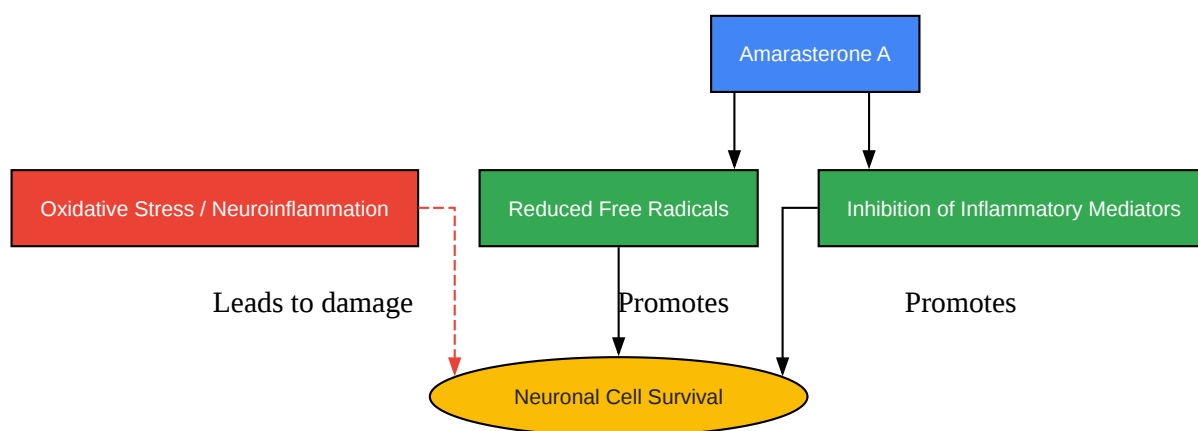 Amarasterone A
Oxidative Stress / Neuroinflammation
Reduced Free Radicals
Inhibition of Inflammatory Mediators
Leads to damage
Promotes
Promotes
Neuronal Cell Survival